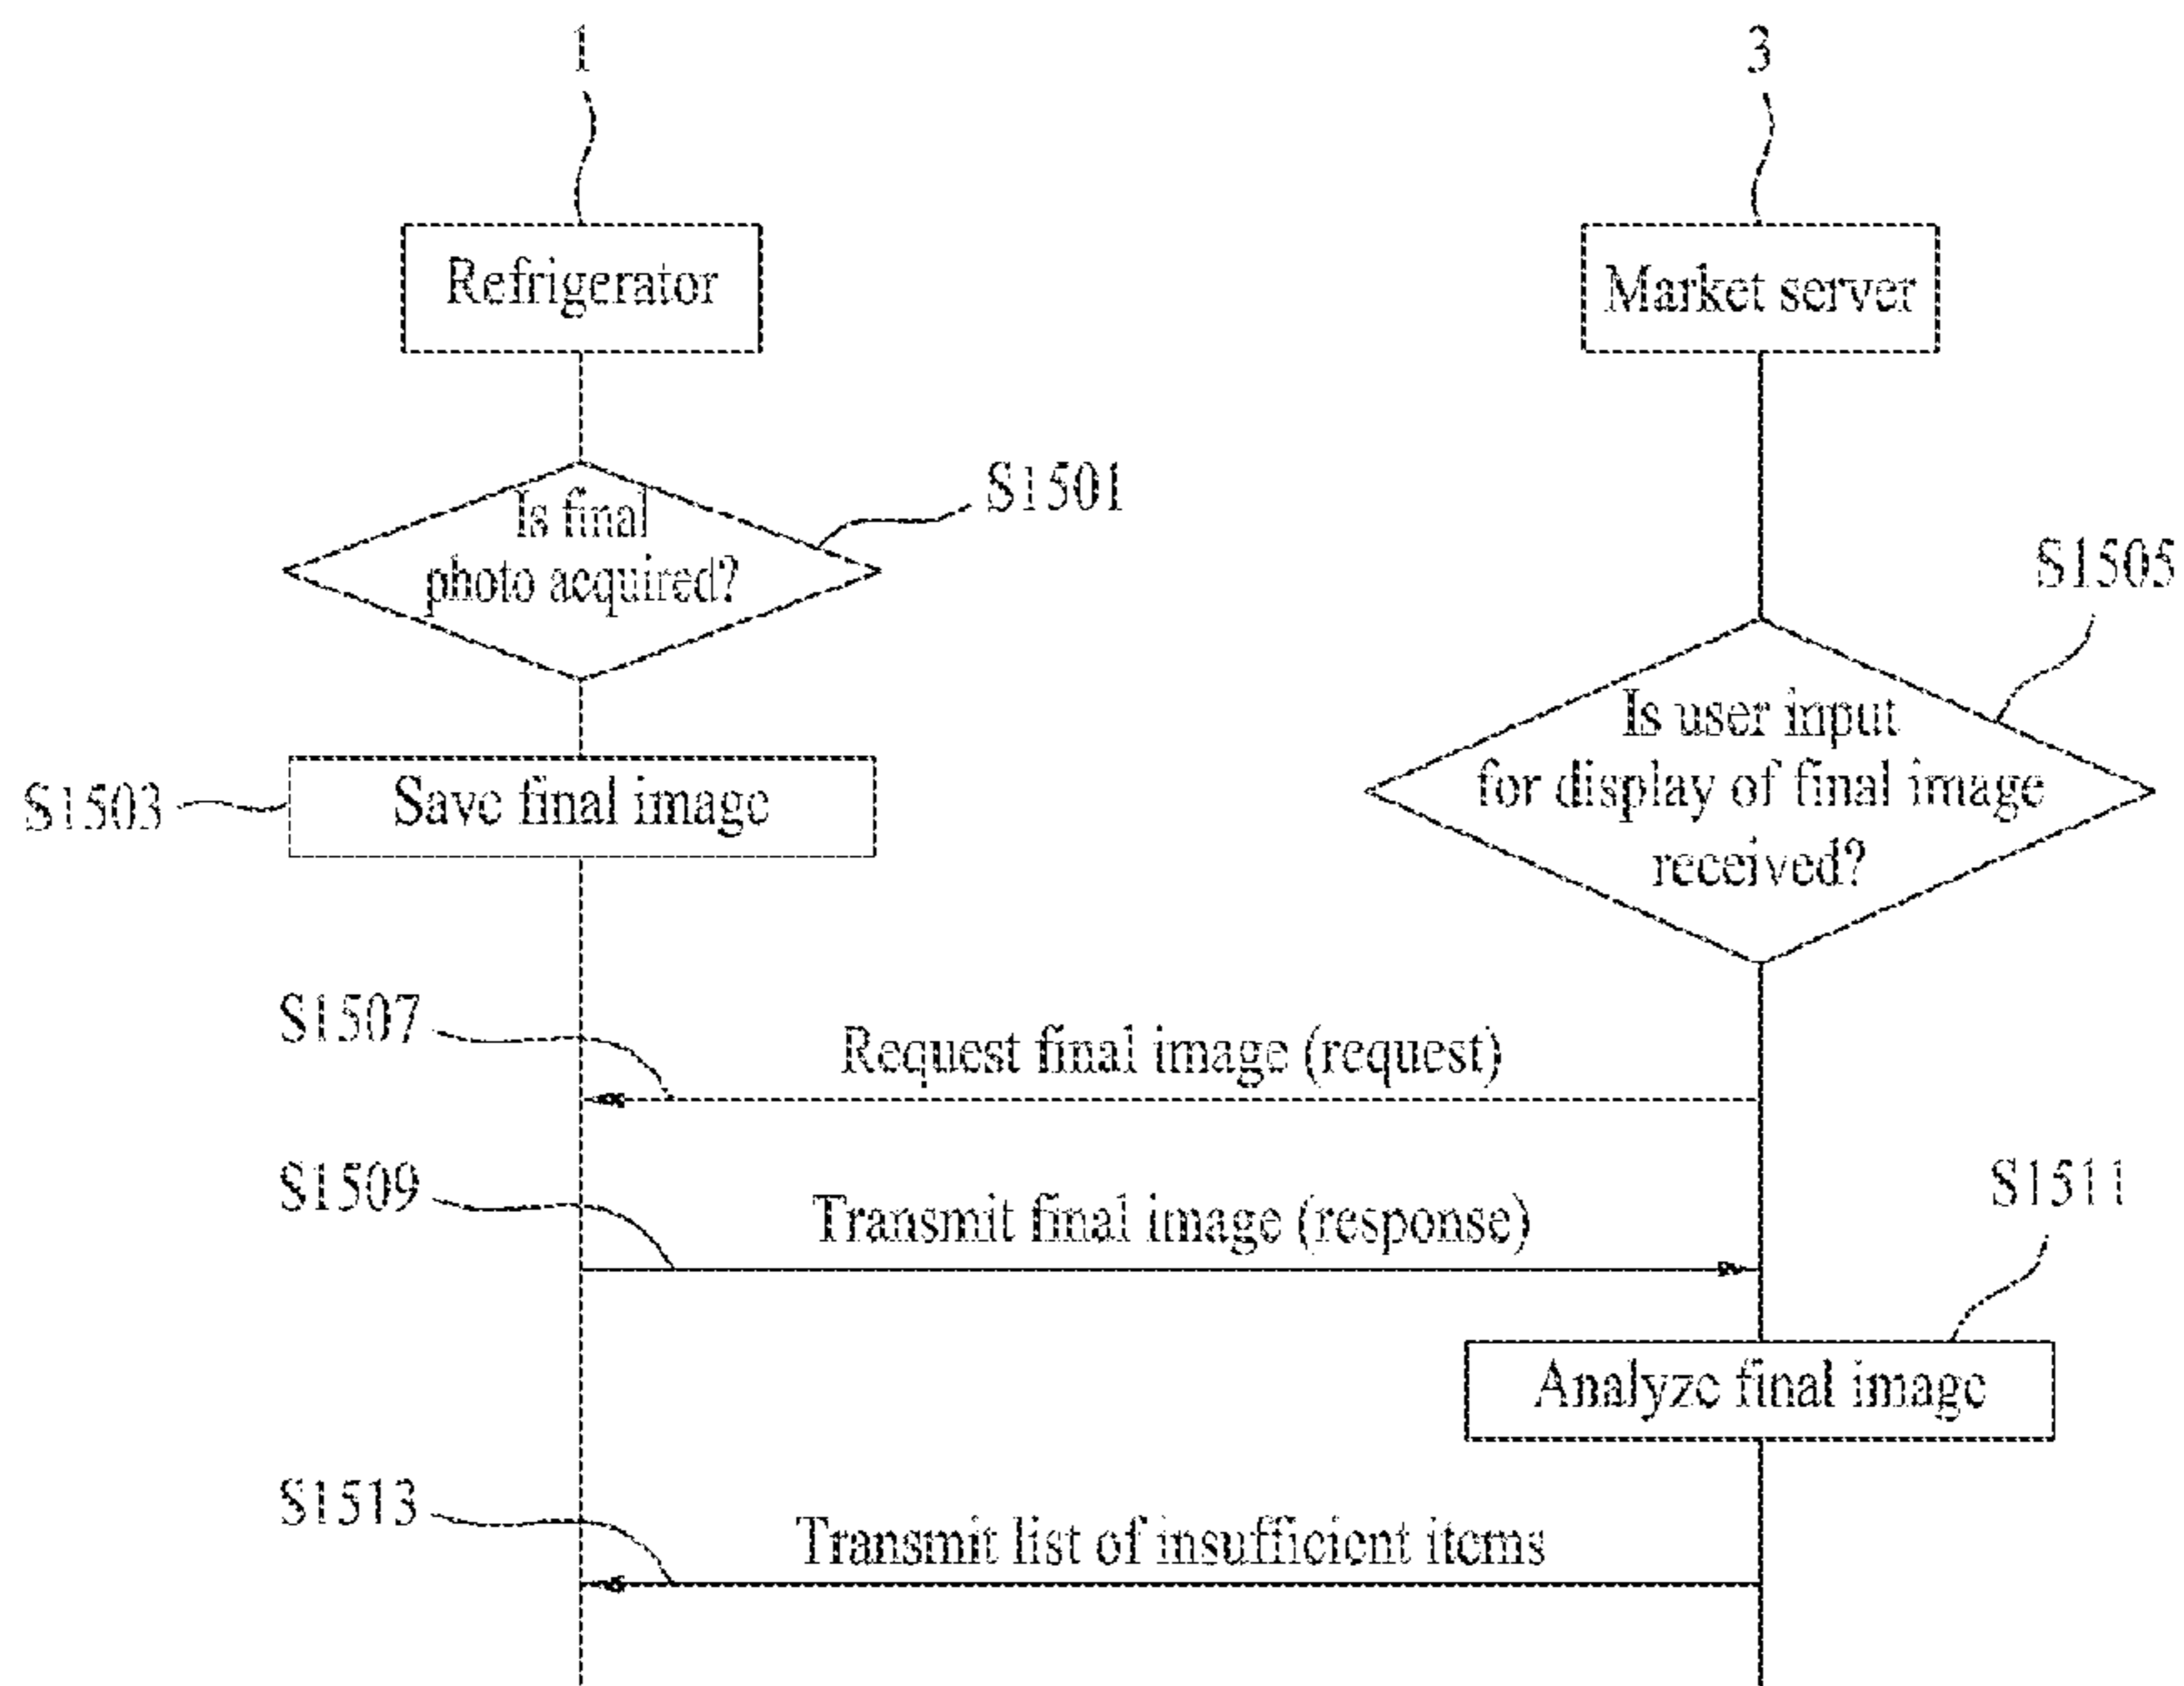 1
3
Refrigerator
Market server
Is final
photo acquired?
S1501
S1505
Is user input
for display of final image
received?
S1503
Save final image
S1507
Request final image (request)
S1509
Transmit final image (response)
S1511
Analyze final image
S1513
Transmit list of insufficient items